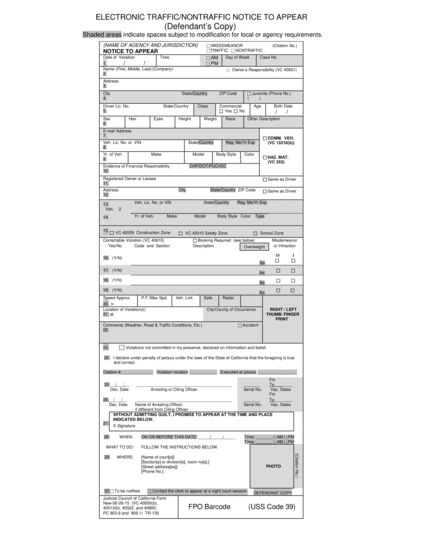 ELECTRONIC TRAFFIC/NONTRAFFIC NOTICE TO APPEAR
(Defendant's Copy)
Shaded areas indicate spaces subject to modification for local or agency requirements.
[NAME OF AGENCY AND JURISDICTION] □ MISDEMEANOR (Citation No.)
NOTICE TO APPEAR □ TRAFFIC □ NONTRAFFIC
Date of Violation Time □ AM Day of Week Case No.
1. / / □ PM
Name (First, Middle, Last) (Company) □ Owner's Responsibility (VC 40001)
2.
Address
3.
City State/Country ZIP Code □ Juvenile (Phone No.)
4. ( )
Driver Lic. No. State/Country Class Commercial Age Birth Date
5. □ Yes □ No / /
Sex Hair Eyes Height Weight Race Other Description
6.
E-mail Address
7.
Veh. Lic. No. or VIN State/Country Reg. Mo/Yr Exp
8.
□ COMM. VEH.
(VC 15210(b))
Yr. of Veh. Make Model Body Style Color
9.
□ HAZ. MAT.
(VC 353)
Evidence of Financial Responsibility CHP/DOT/PUC/ICC
10.
Registered Owner or Lessee □ Same as Driver
11.
Address City State/Country ZIP Code □ Same as Driver
12.
13. Veh. Lic. No. or VIN State/Country Reg. Mo/Yr Exp.
Veh. 2
14. Yr. of Veh. Make Model Body Style Color Type
15. □ VC 42009 Construction Zone □ VC 42010 Safety Zone □ School Zone
Correctable Violation (VC 40610) □ Booking Required (see below) Misdemeanor
Yes/No Code and Section Description Overweight or Infraction
M I
16. (Y/N) □ □
17. (Y/N) □ □
18. (Y/N) □ □
19. (Y/N) □ □
Speed Approx. P.F./Max Spd. Veh. Lmt. Safe Radar
20.
Location of Violation(s) City/County of Occurrence
21. at
RIGHT / LEFT
THUMB FINGER
PRINT
Comments (Weather, Road & Traffic Conditions, Etc.) □ Accident
22.
23. □ Violations not committed in my presence, declared on information and belief.
24. I declare under penalty of perjury under the laws of the State of California that the foregoing is true
and correct.
Citation # Violation location Executed at (place)
Fm
25. / / To
Dec. Date Arresting or Citing Officer Serial No. Vac. Dates
Fm
26. / / To
Dec. Date Name of Arresting Officer, Serial No. Vac. Dates
if different from Citing Officer
WITHOUT ADMITTING GUILT, I PROMISE TO APPEAR AT THE TIME AND PLACE
INDICATED BELOW.
27.
X Signature
28. WHEN: ON OR BEFORE THIS DATE: / / Time: □ AM □ PM
Time: □ AM □ PM
WHAT TO DO: FOLLOW THE INSTRUCTIONS BELOW.
29. WHERE: [Name of court[s]]
[Section[s] or division[s], room no[s].]
[Street address[es]]
[Phone No.]
PHOTO
(Citation No.)
30. □ To be notified □ Contact the clerk to appear at a night court session. DEFENDANT COPY
Judicial Council of California Form
New 06-26-15 (VC 40500(b),
40513(b), 40522, and 40600;
PC 853.9 and 959.1) TR-135
FPO Barcode (USS Code 39)